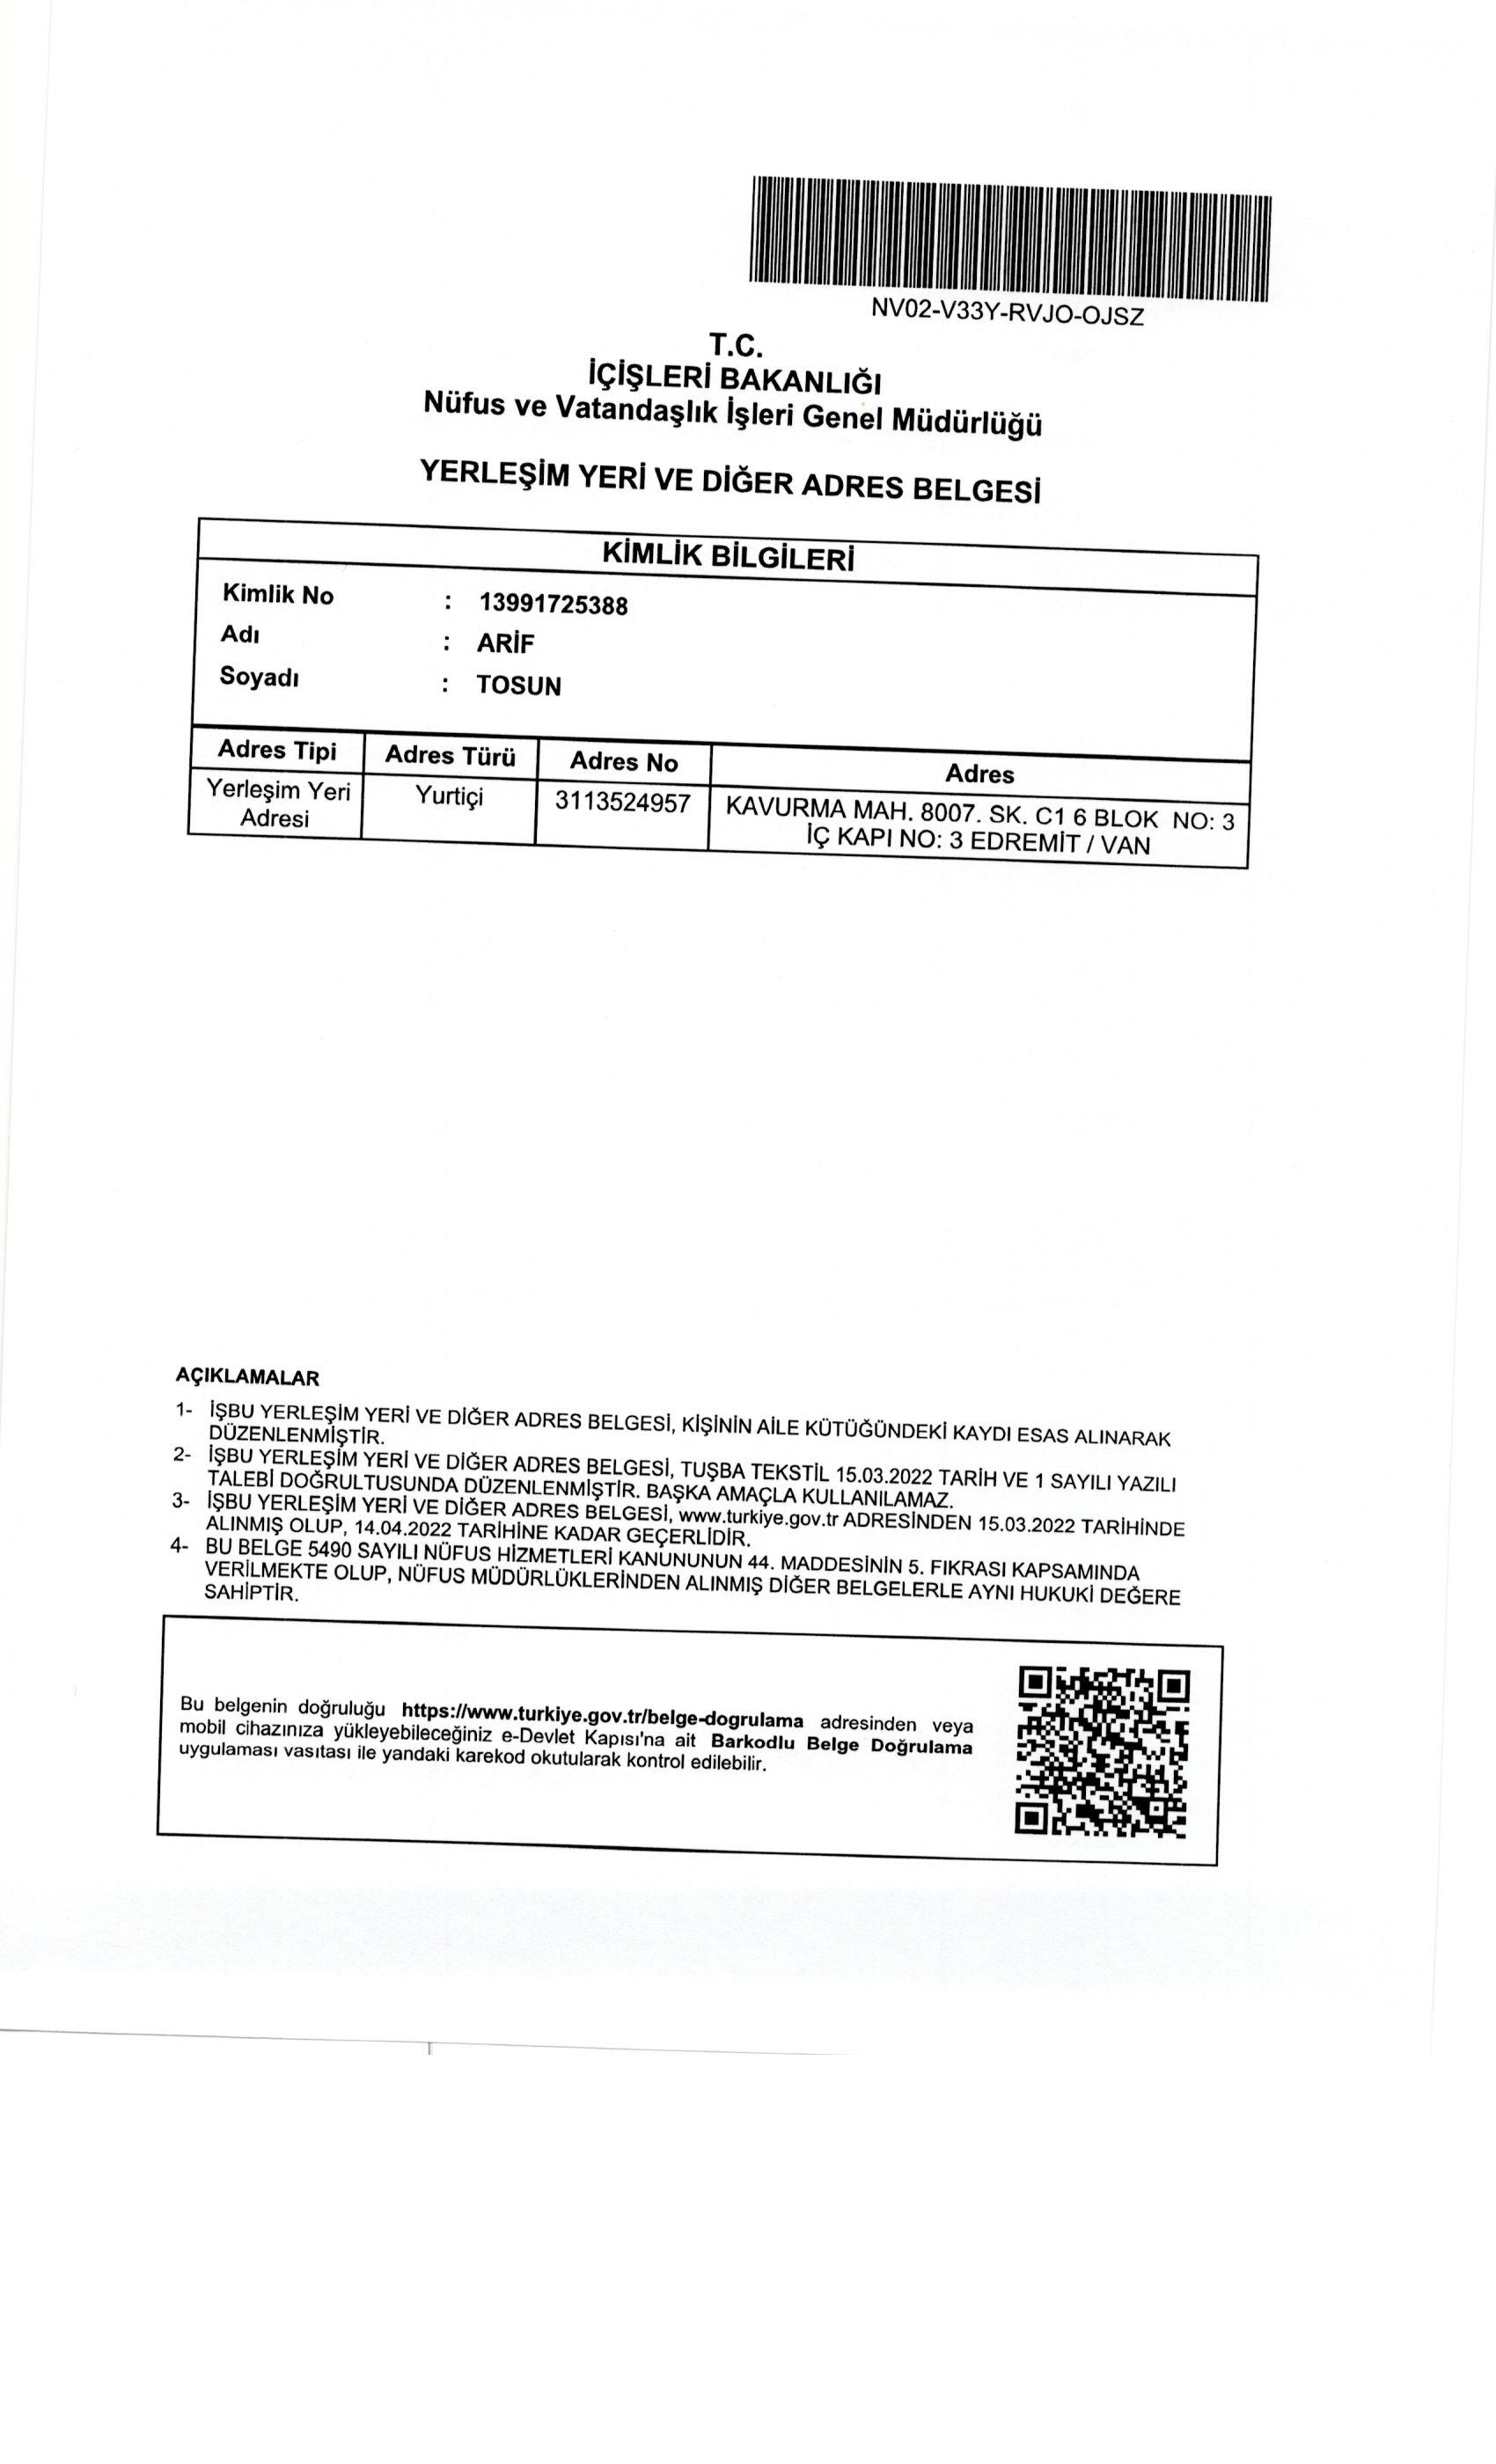 NV02-V33Y-RVJO-OJSZ
T.C.
İÇİŞLERİ BAKANLIĞI
Nüfus ve Vatandaşlık İşleri Genel Müdürlüğü
YERLEŞİM YERİ VE DİĞER ADRES BELGESİ
KİMLİK BİLGİLERİ
Kimlik No : 13991725388
Adı : ARİF
Soyadı : TOSUN
Adres Tipi Adres Türü Adres No Adres
Yerleşim Yeri Yurtiçi 3113524957 KAVURMA MAH. 8007. SK. C1 6 BLOK NO: 3
Adresi İÇ KAPI NO: 3 EDREMİT / VAN
AÇIKLAMALAR
1- İŞBU YERLEŞİM YERİ VE DİĞER ADRES BELGESİ, KİŞİNİN AİLE KÜTÜĞÜNDEKİ KAYDI ESAS ALINARAK
DÜZENLENMİŞTİR.
2- İŞBU YERLEŞİM YERİ VE DİĞER ADRES BELGESİ, TUŞBA TEKSTİL 15.03.2022 TARİH VE 1 SAYILI YAZILI
TALEBİ DOĞRULTUSUNDA DÜZENLENMİŞTİR. BAŞKA AMAÇLA KULLANILAMAZ.
3- İŞBU YERLEŞİM YERİ VE DİĞER ADRES BELGESİ, www.turkiye.gov.tr ADRESİNDEN 15.03.2022 TARİHİNDE
ALINMIŞ OLUP, 14.04.2022 TARİHİNE KADAR GEÇERLİDİR.
4- BU BELGE 5490 SAYILI NÜFUS HİZMETLERİ KANUNUNUN 44. MADDESİNİN 5. FIKRASI KAPSAMINDA
VERİLMEKTE OLUP, NÜFUS MÜDÜRLÜKLERİNDEN ALINMIŞ DİĞER BELGELERLE AYNI HUKUKİ DEĞERE
SAHİPTİR.
Bu belgenin doğruluğu https://www.turkiye.gov.tr/belge-dogrulama adresinden veya
mobil cihazınıza yükleyebileceğiniz e-Devlet Kapısı'na ait Barkodlu Belge Doğrulama
uygulaması vasıtası ile yandaki karekod okutularak kontrol edilebilir.